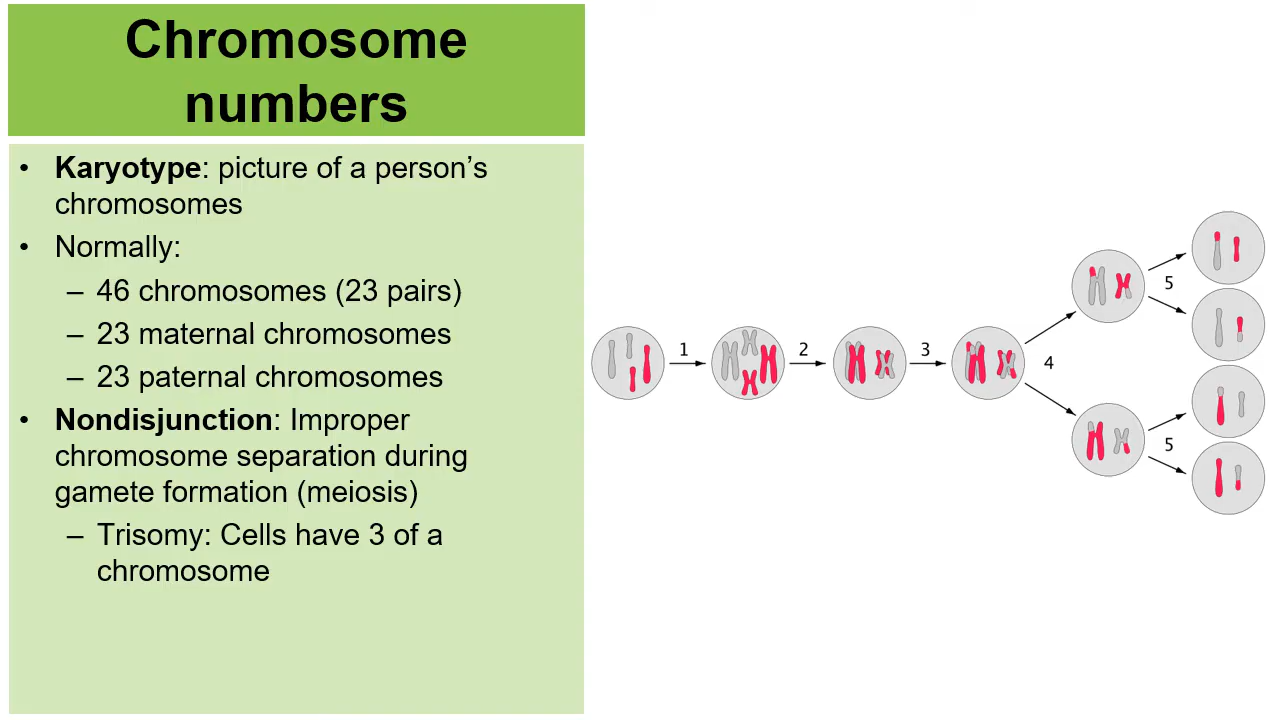 Chromosome
numbers
• Karyotype: picture of a person’s
chromosomes
• Normally:
– 46 chromosomes (23 pairs)
– 23 maternal chromosomes
– 23 paternal chromosomes
• Nondisjunction: Improper
chromosome separation during
gamete formation (meiosis)
– Trisomy: Cells have 3 of a
chromosome
1
2
3
4
5
5